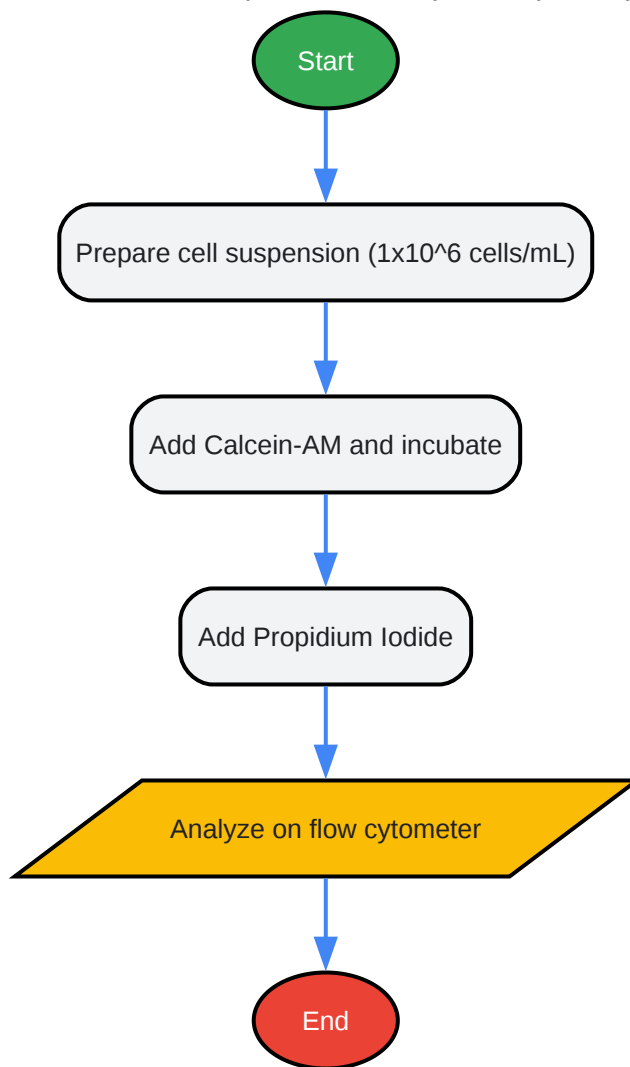 Start
Prepare cell suspension (1x10^6 cells/mL)
Add Calcein-AM and incubate
Add Propidium Iodide
Analyze on flow cytometer
End